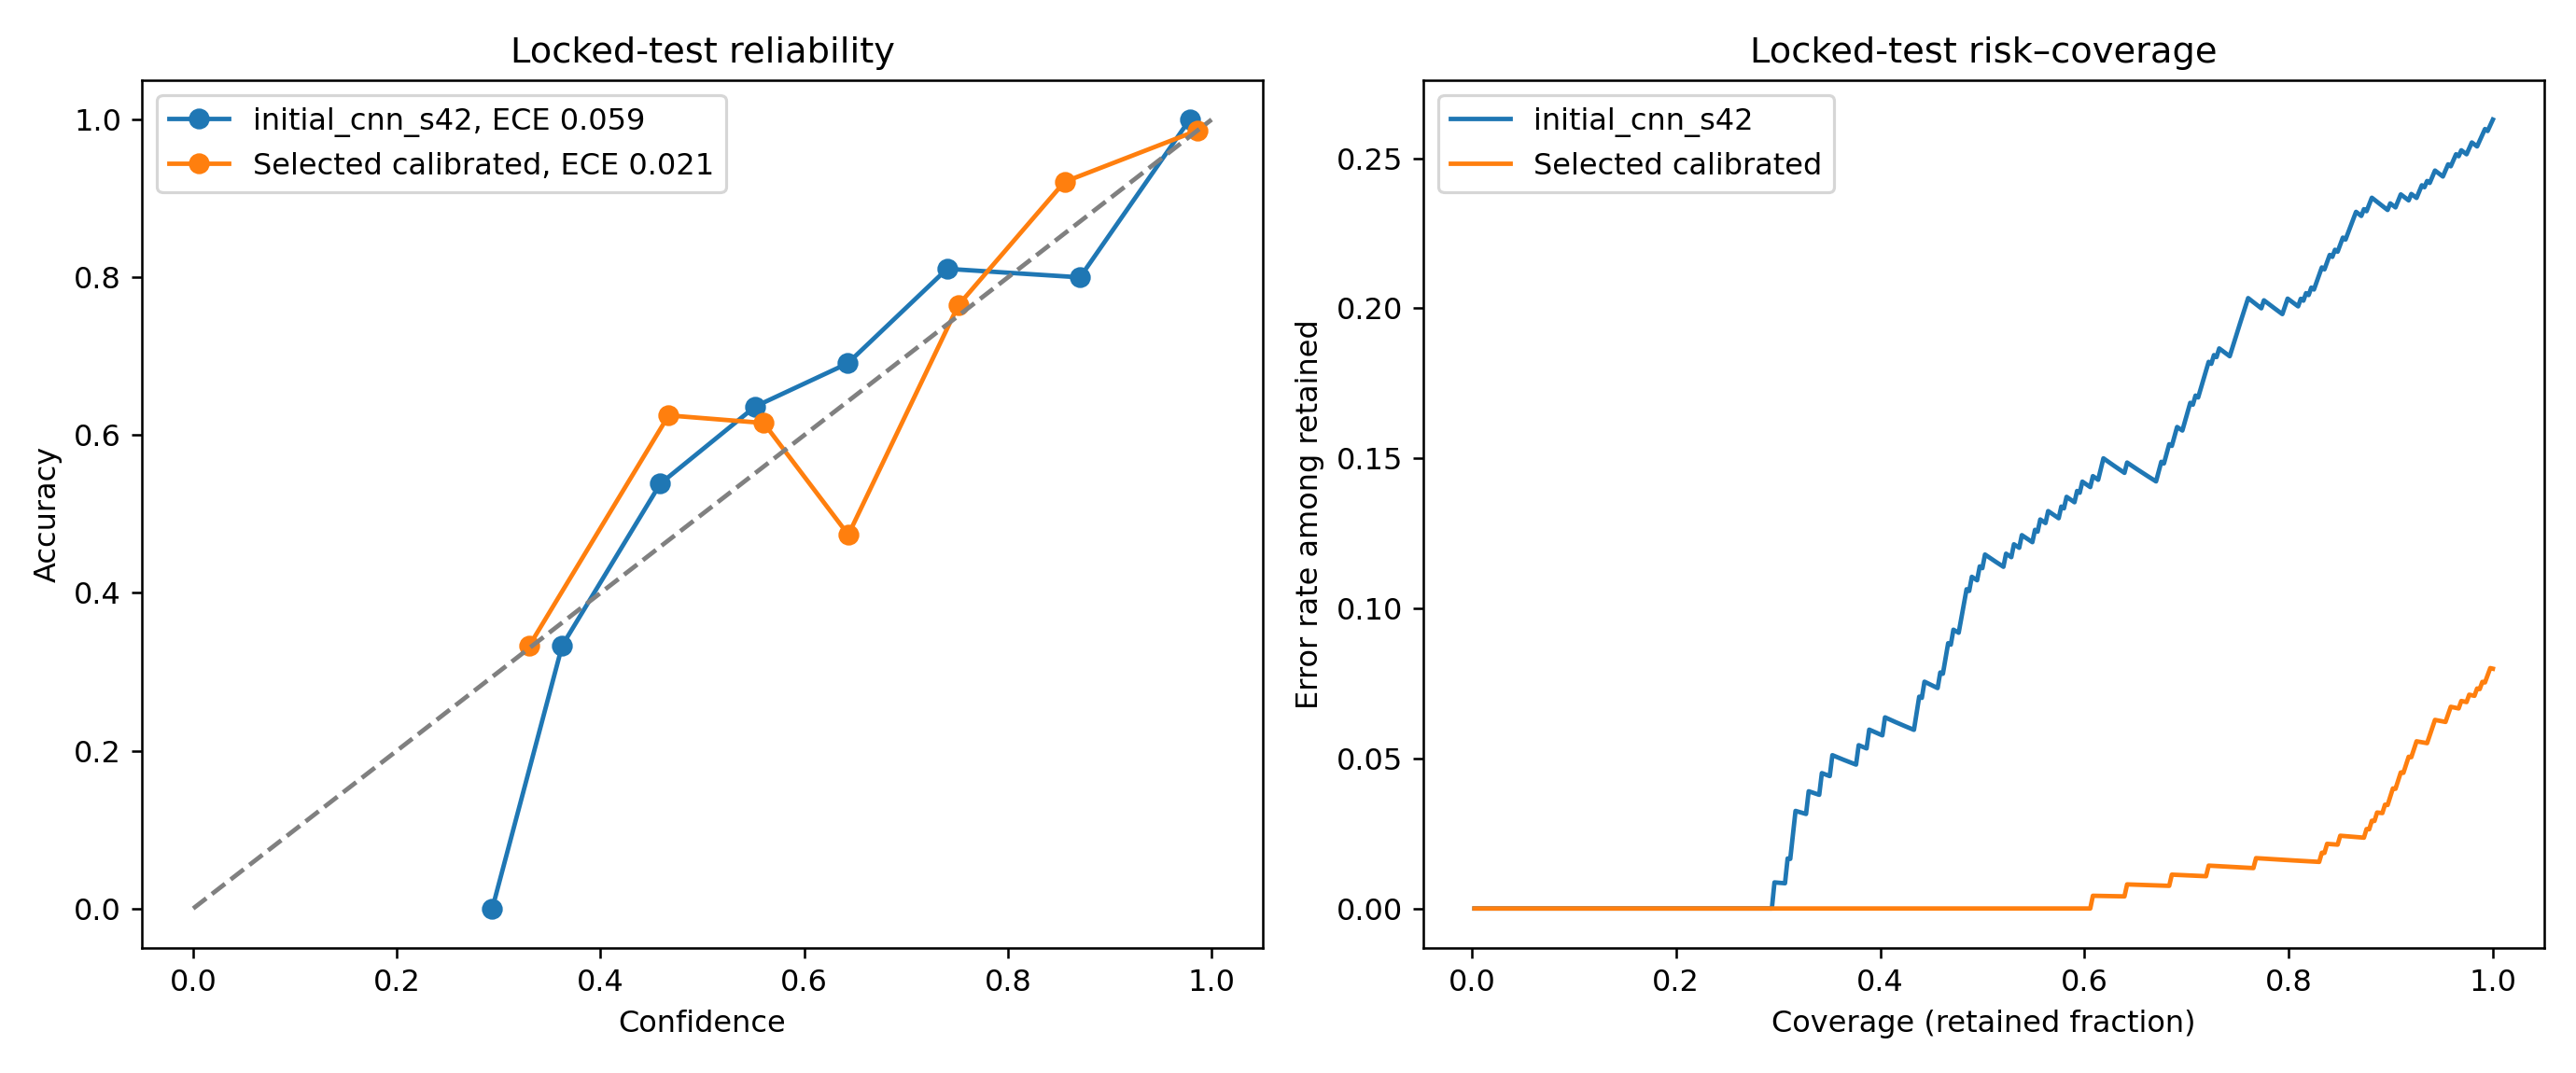 Locked-test reliability
initial_cnn_s42, ECE 0.059
Selected calibrated, ECE 0.021
Accuracy
1.0
0.8
0.6
0.4
0.2
0.0
0.0 0.2 0.4 0.6 0.8 1.0
Confidence
Locked-test risk–coverage
initial_cnn_s42
Selected calibrated
Error rate among retained
0.25
0.20
0.15
0.10
0.05
0.00
0.0 0.2 0.4 0.6 0.8 1.0
Coverage (retained fraction)